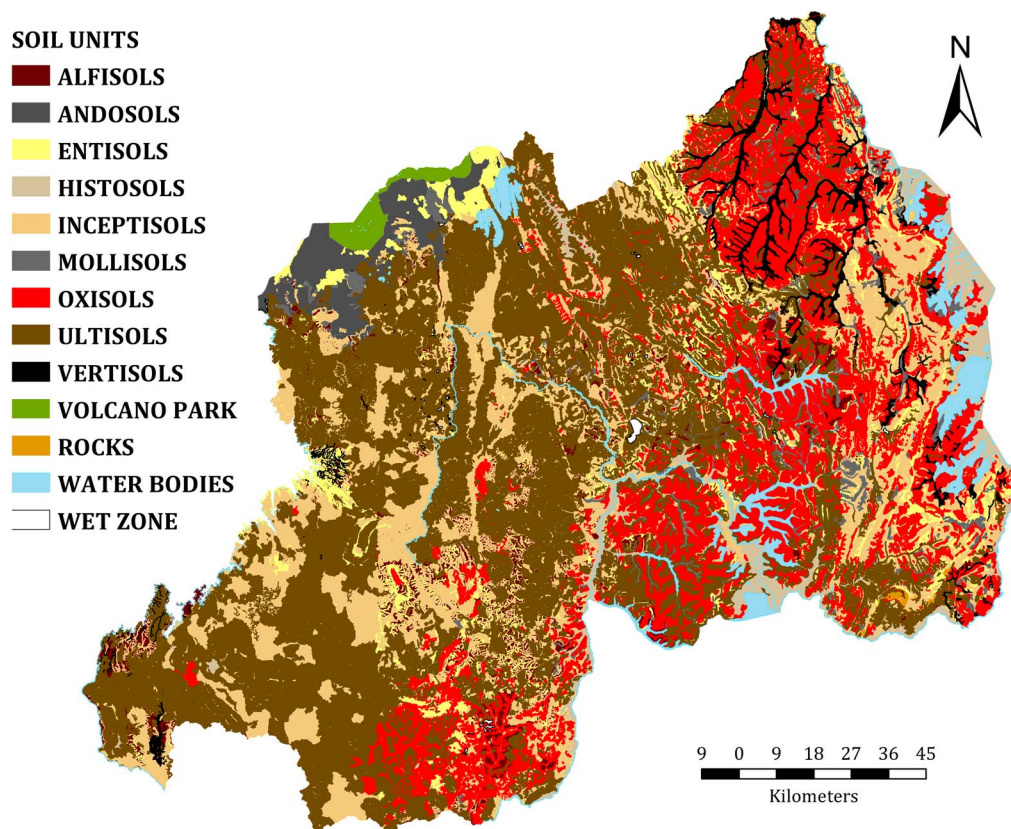 SOIL UNITS
ALFISOLS
ANDOSOLS
ENTISOLS
HISTOSOLS
INCEPTISOLS
MOLLISOLS
OXISOLS
ULTISOLS
VERTISOLS
VOLCANO PARK
ROCKS
WATER BODIES
WET ZONE
N
9 0 9 18 27 36 45
Kilometers